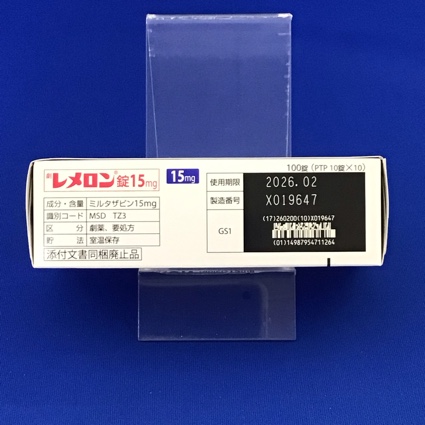 劇 レメロン®錠15mg 15mg
100錠 (PTP 10錠×10)
成分・含量 ミルタザピン15mg
識別コード MSD TZ3
区分 劇薬、要処方
貯法 室温保存
添付文書同梱廃止品
使用期限 2026.02
製造番号 X019647
GS1
(17)260200(10)X019647
(01)14987954711264